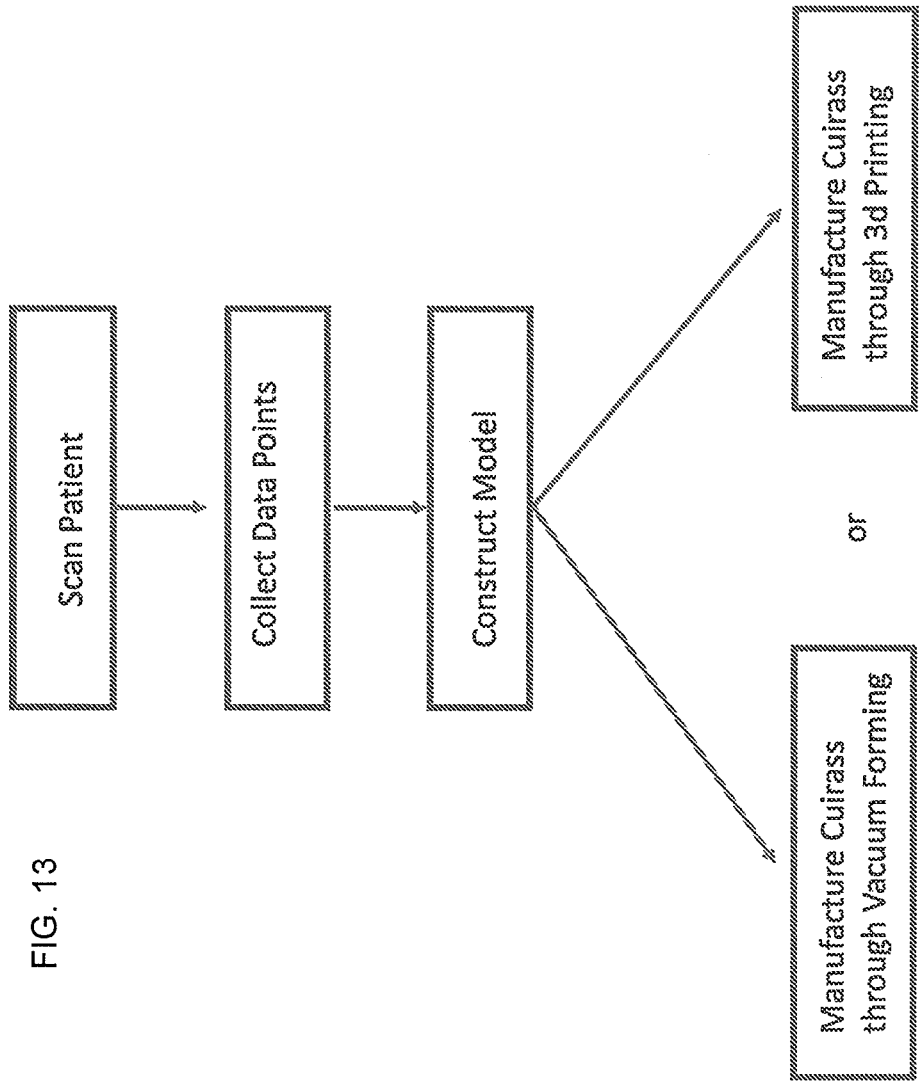 FIG. 13
Scan Patient
Collect Data Points
Construct Model
Manufacture Cuirass
through Vacuum Forming
or
Manufacture Cuirass
through 3d Printing